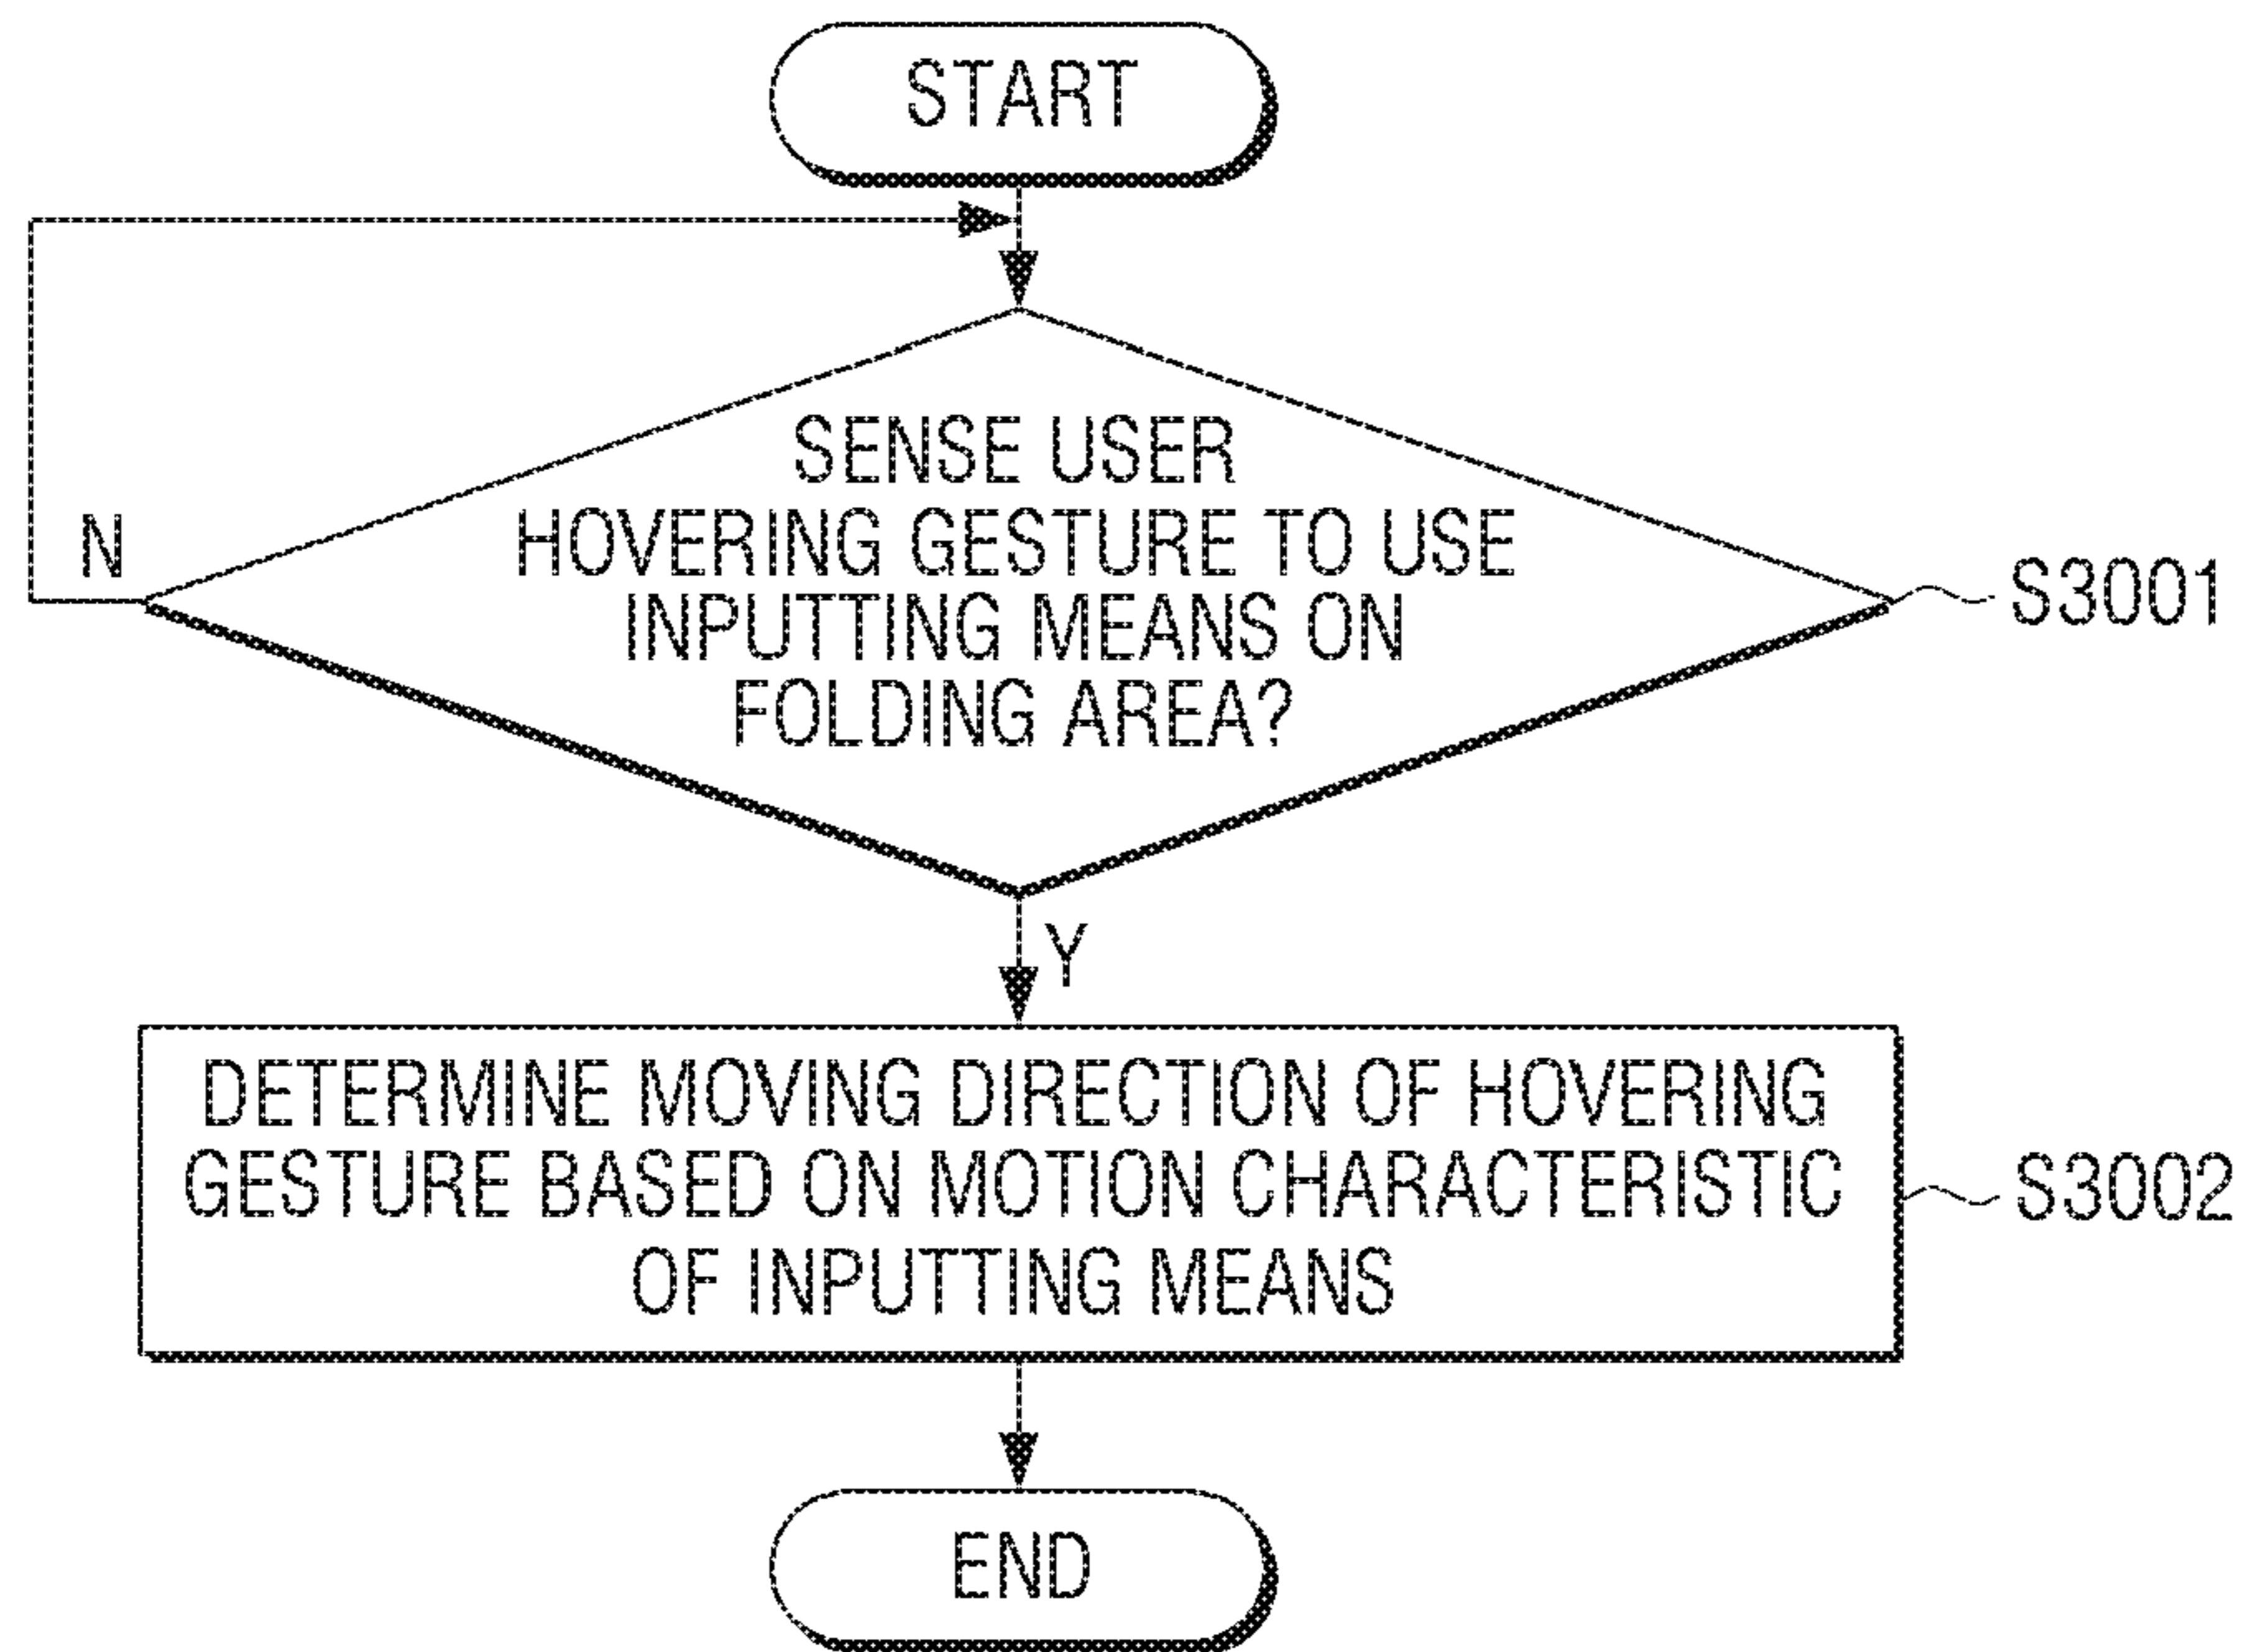 START
SENSE USER
HOVERING GESTURE TO USE
INPUTTING MEANS ON
FOLDING AREA?
N
S3001
Y
DETERMINE MOVING DIRECTION OF HOVERING
GESTURE BASED ON MOTION CHARACTERISTIC
OF INPUTTING MEANS
S3002
END